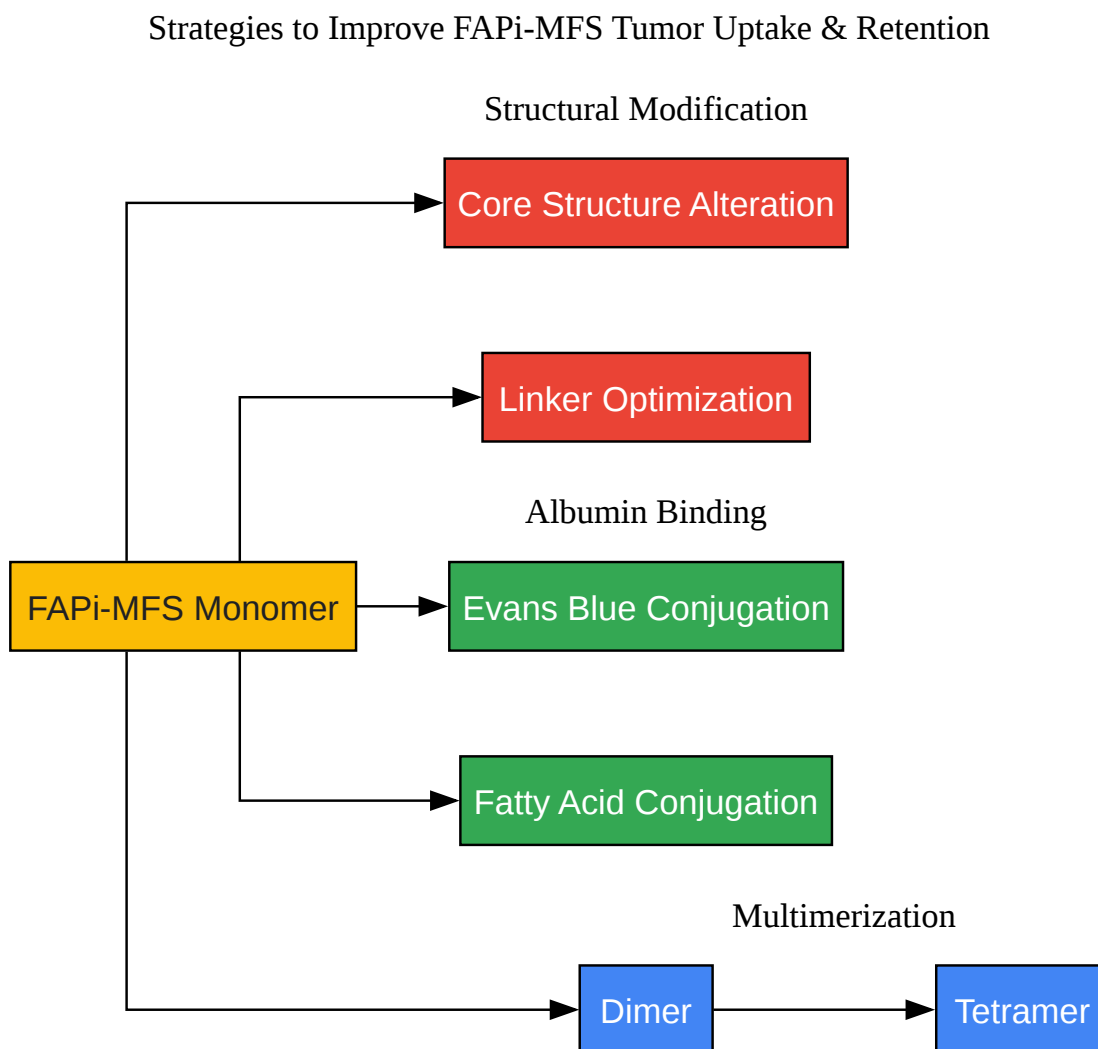 Strategies to Improve FAPi-MFS Tumor Uptake & Retention
Structural Modification
Core Structure Alteration
Linker Optimization
Albumin Binding
FAPi-MFS Monomer
Evans Blue Conjugation
Fatty Acid Conjugation
Multimerization
Dimer
Tetramer